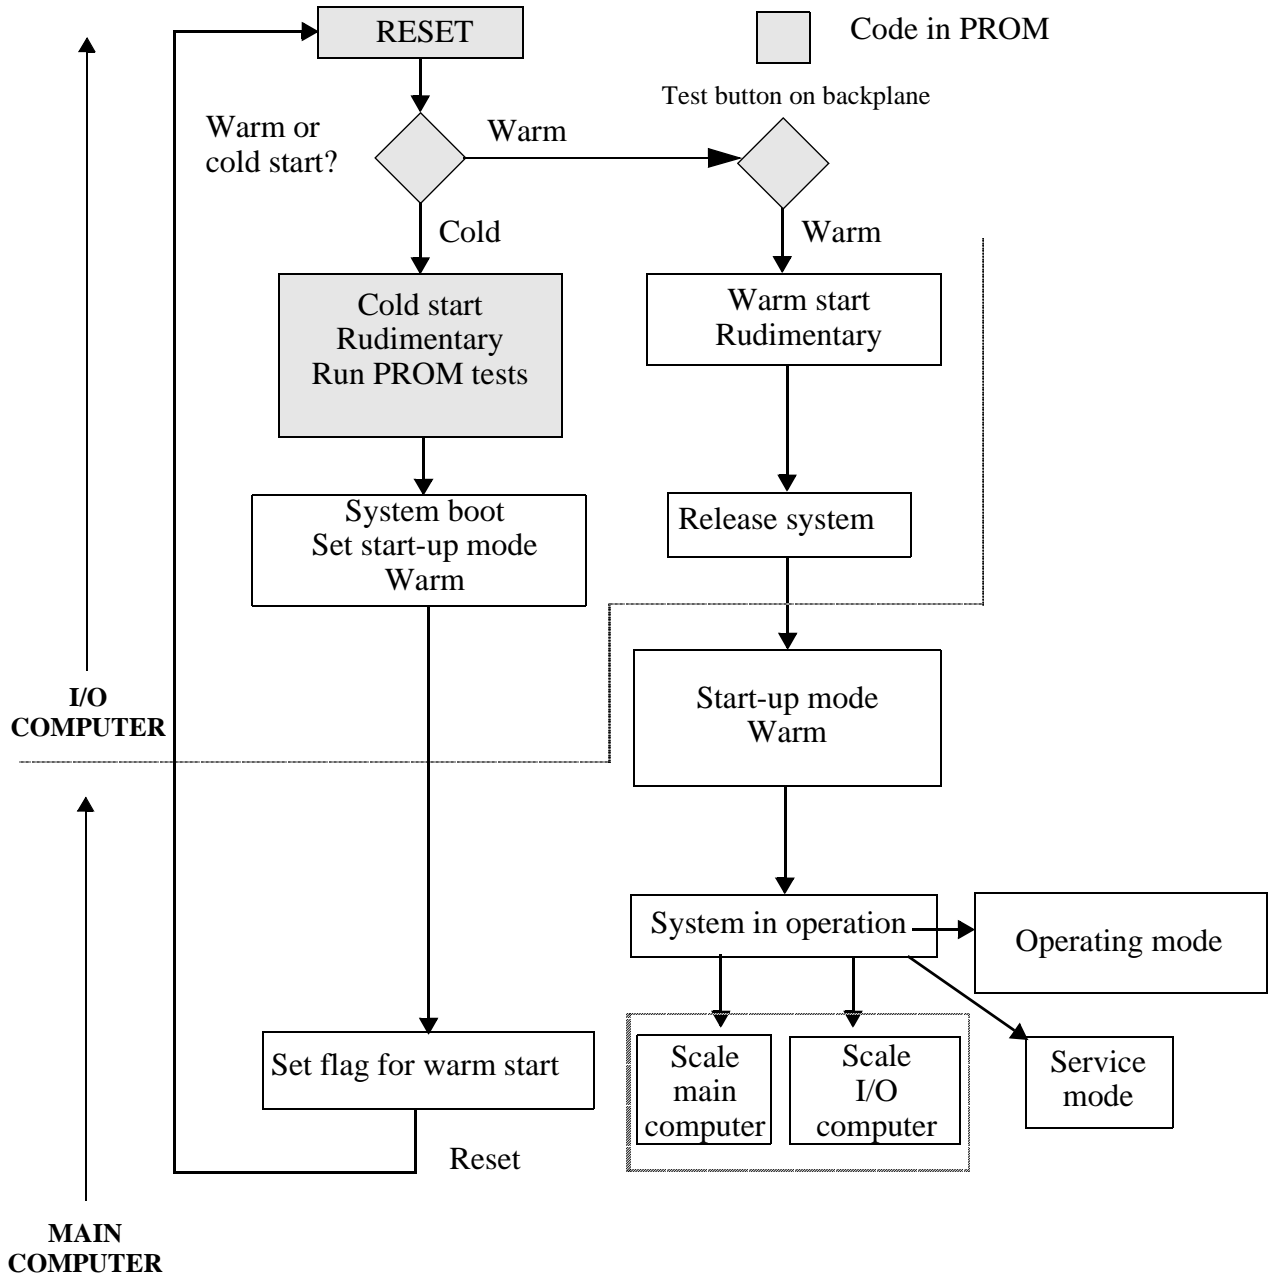 RESET
Code in PROM
Test button on backplane
Warm or
cold start?
Warm
Cold
Warm
Cold start
Rudimentary
Run PROM tests
Warm start
Rudimentary
System boot
Set start-up mode
Warm
Release system
I/O
COMPUTER
Start-up mode
Warm
System in operation
Operating mode
Set flag for warm start
Scale
main
computer
Scale
I/O
computer
Service
mode
Reset
MAIN
COMPUTER